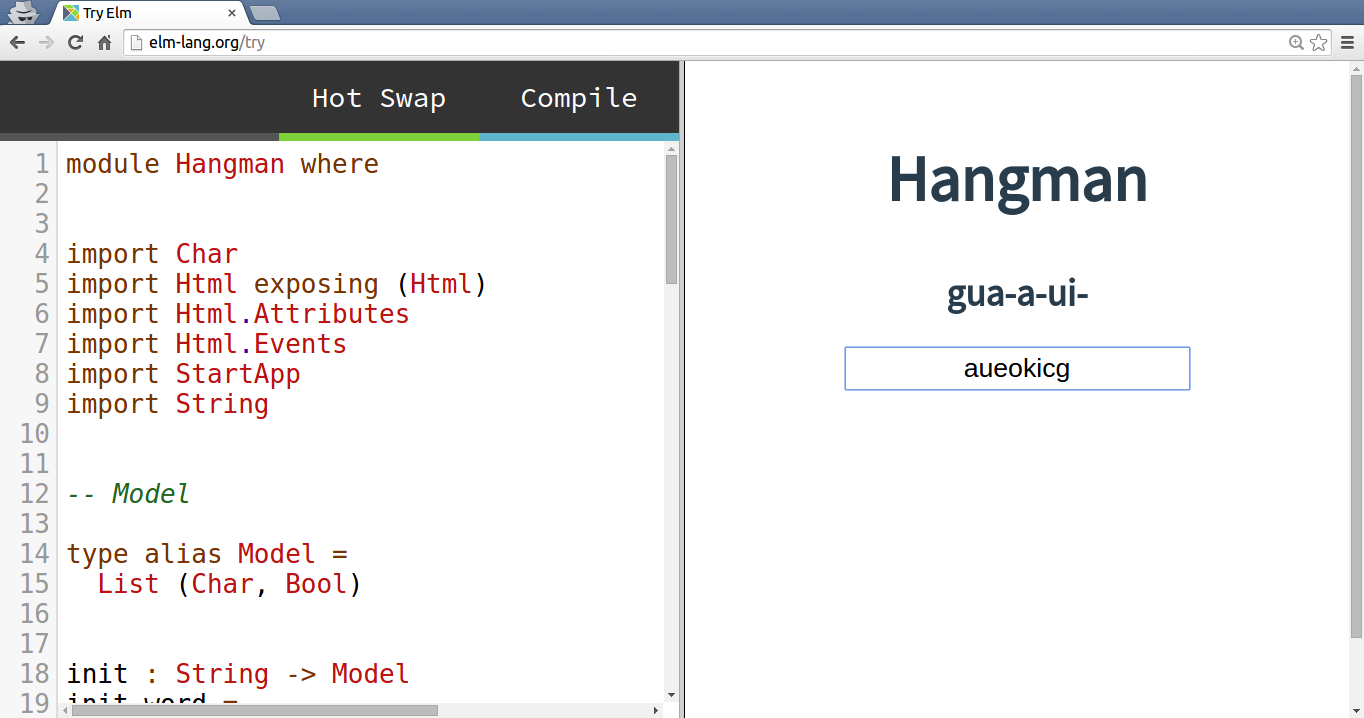 Try Elm
elm-lang.org/try
Hot Swap
Compile
1 module Hangman where
2
3
4 import Char
5 import Html exposing (Html)
6 import Html.Attributes
7 import Html.Events
8 import StartApp
9 import String
10
11
12 -- Model
13
14 type alias Model =
15   List (Char, Bool)
16
17
18 init : String -> Model
19 init word =
Hangman
gua-a-ui-
aueokicg